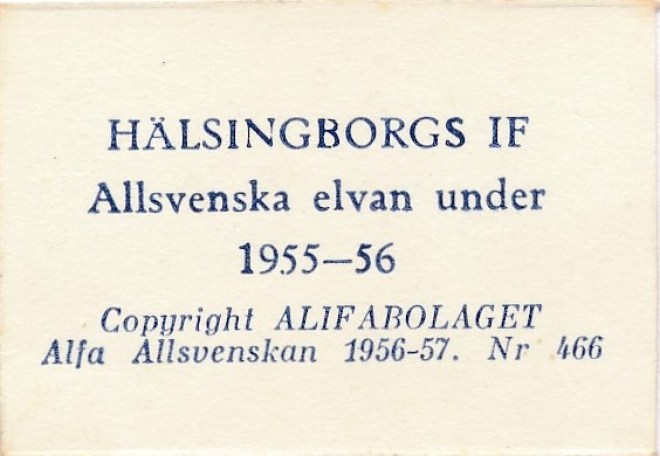 HÄLSINGBORGS IF
Allsvenska elvan under
1955—56
Copyright ALIFABOLAGET
Alfa Allsvenskan 1956-57. Nr 466